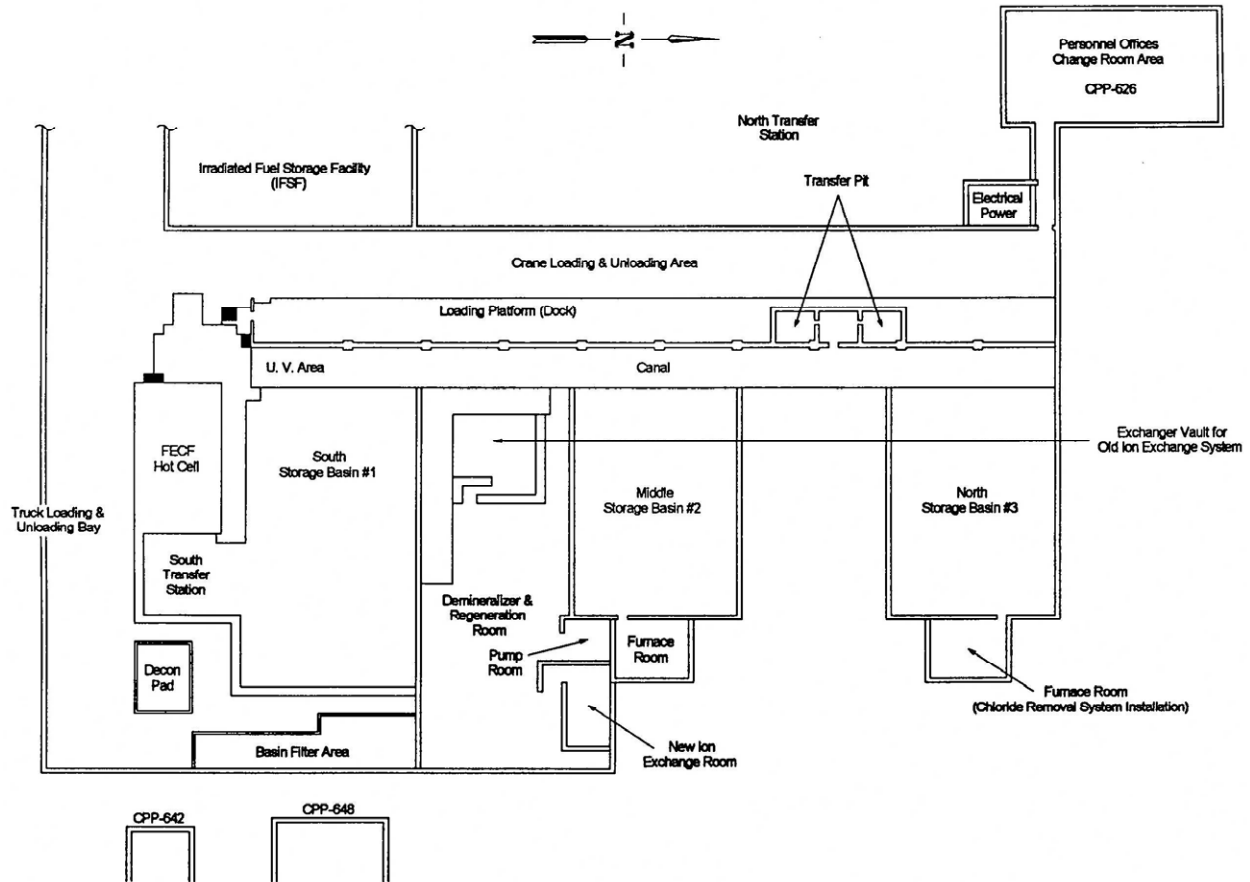 N
Personnel Offices
Change Room Area
CPP-626
North Transfer
Station
Irradiated Fuel Storage Facility
(IFSF)
Transfer Pit
Electrical
Power
Crane Loading & Unloading Area
Loading Platform (Dock)
U. V. Area
Canal
Exchanger Vault for
Old Ion Exchange System
FECF
Hot Cell
South
Storage Basin #1
Middle
Storage Basin #2
North
Storage Basin #3
Truck Loading &
Unloading Bay
South
Transfer
Station
Demineralizer &
Regeneration
Room
Pump
Room
Furnace
Room
Decon
Pad
Furnace Room
(Chloride Removal System Installation)
Basin Filter Area
New Ion
Exchange Room
CPP-642
CPP-648